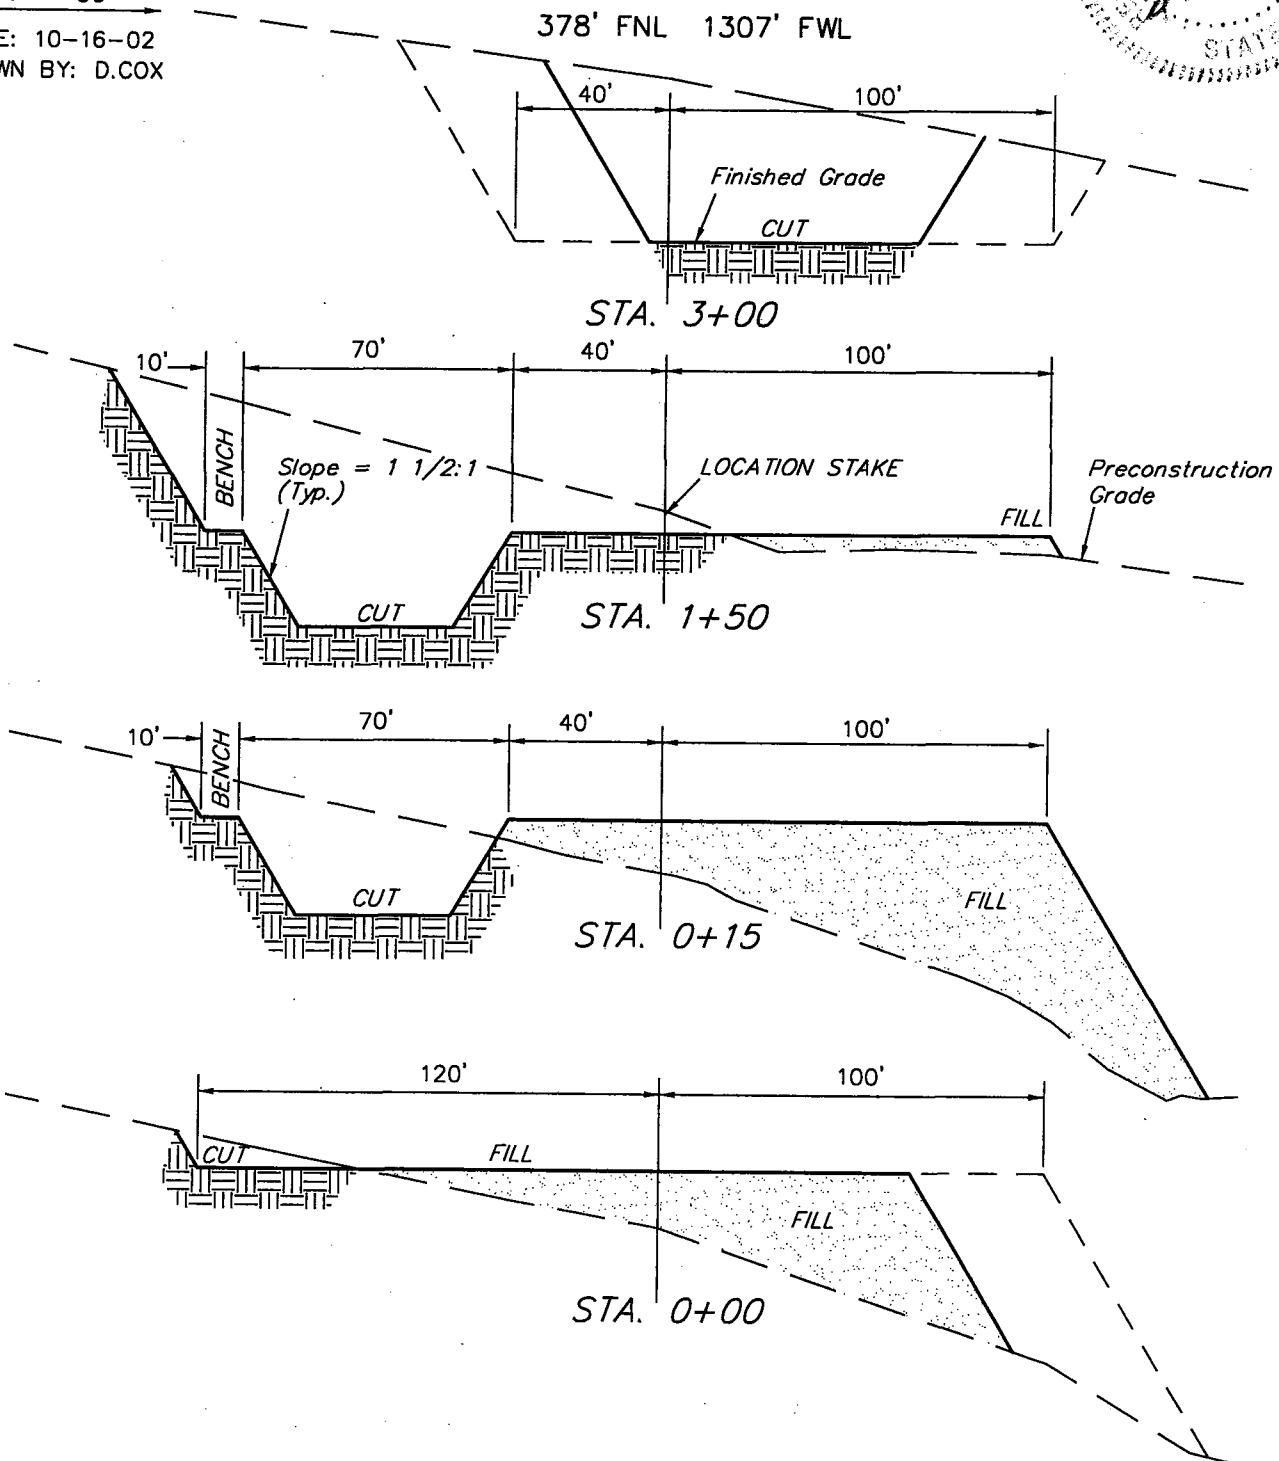 E: 10-16-02
WN BY: D.COX
378' FNL 1307' FWL
STAT
40' 100'
Finished Grade
CUT
STA. 3+00
10' 70' 40' 100'
BENCH
Slope = 1 1/2:1
(Typ.)
LOCATION STAKE
Preconstruction
Grade
FILL
CUT
STA. 1+50
10' 70' 40' 100'
BENCH
CUT
FILL
STA. 0+15
120' 100'
CUT
FILL
FILL
STA. 0+00